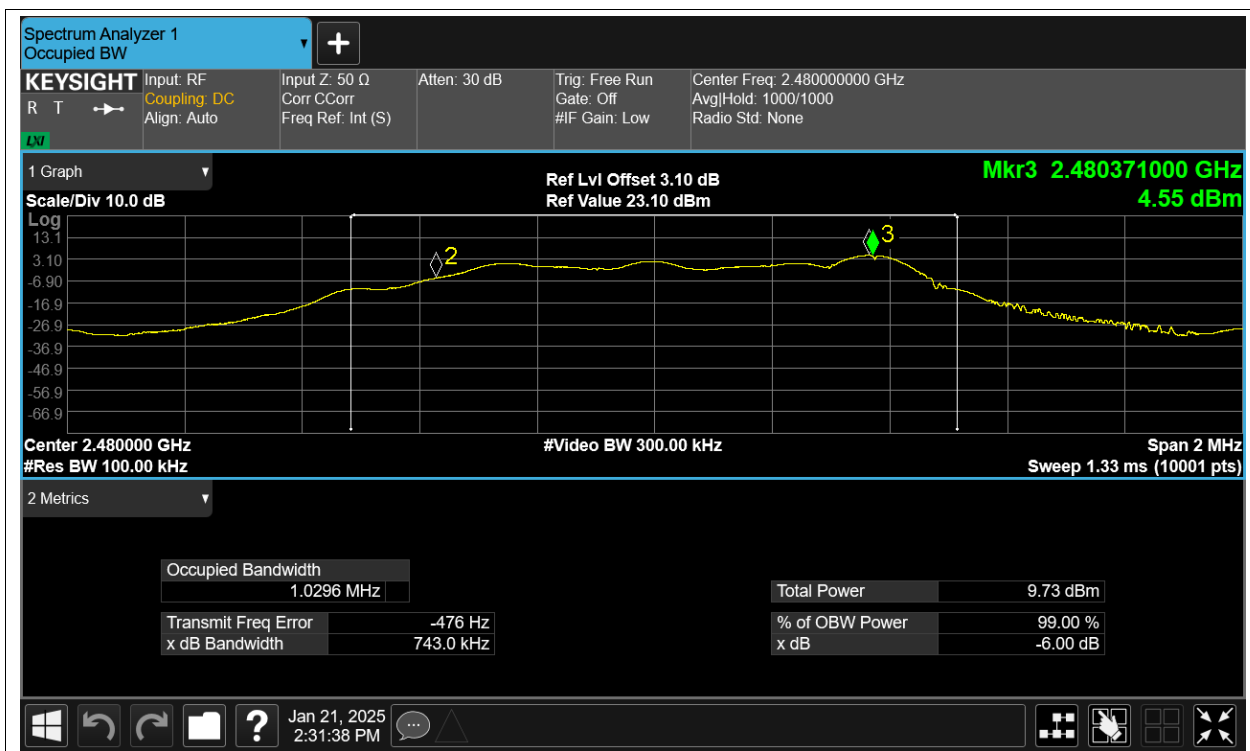 Spectrum Analyzer 1
Occupied BW
KEYSIGHT
R T
LXI
Input: RF
Coupling: DC
Align: Auto
Input Z: 50 Ω
Corr CCorr
Freq Ref: Int (S)
Atten: 30 dB
Trig: Free Run
Gate: Off
#IF Gain: Low
Center Freq: 2.480000000 GHz
Avg|Hold: 1000/1000
Radio Std: None
1 Graph
Scale/Div 10.0 dB
Ref Lvl Offset 3.10 dB
Ref Value 23.10 dBm
Mkr3 2.480371000 GHz
4.55 dBm
Log
13.1
3.10
-6.90
-16.9
-26.9
-36.9
-46.9
-56.9
-66.9
2
3
Center 2.480000 GHz
#Res BW 100.00 kHz
#Video BW 300.00 kHz
Span 2 MHz
Sweep 1.33 ms (10001 pts)
2 Metrics
Occupied Bandwidth
1.0296 MHz
Transmit Freq Error -476 Hz
x dB Bandwidth 743.0 kHz
Total Power 9.73 dBm
% of OBW Power 99.00 %
x dB -6.00 dB
Jan 21, 2025
2:31:38 PM